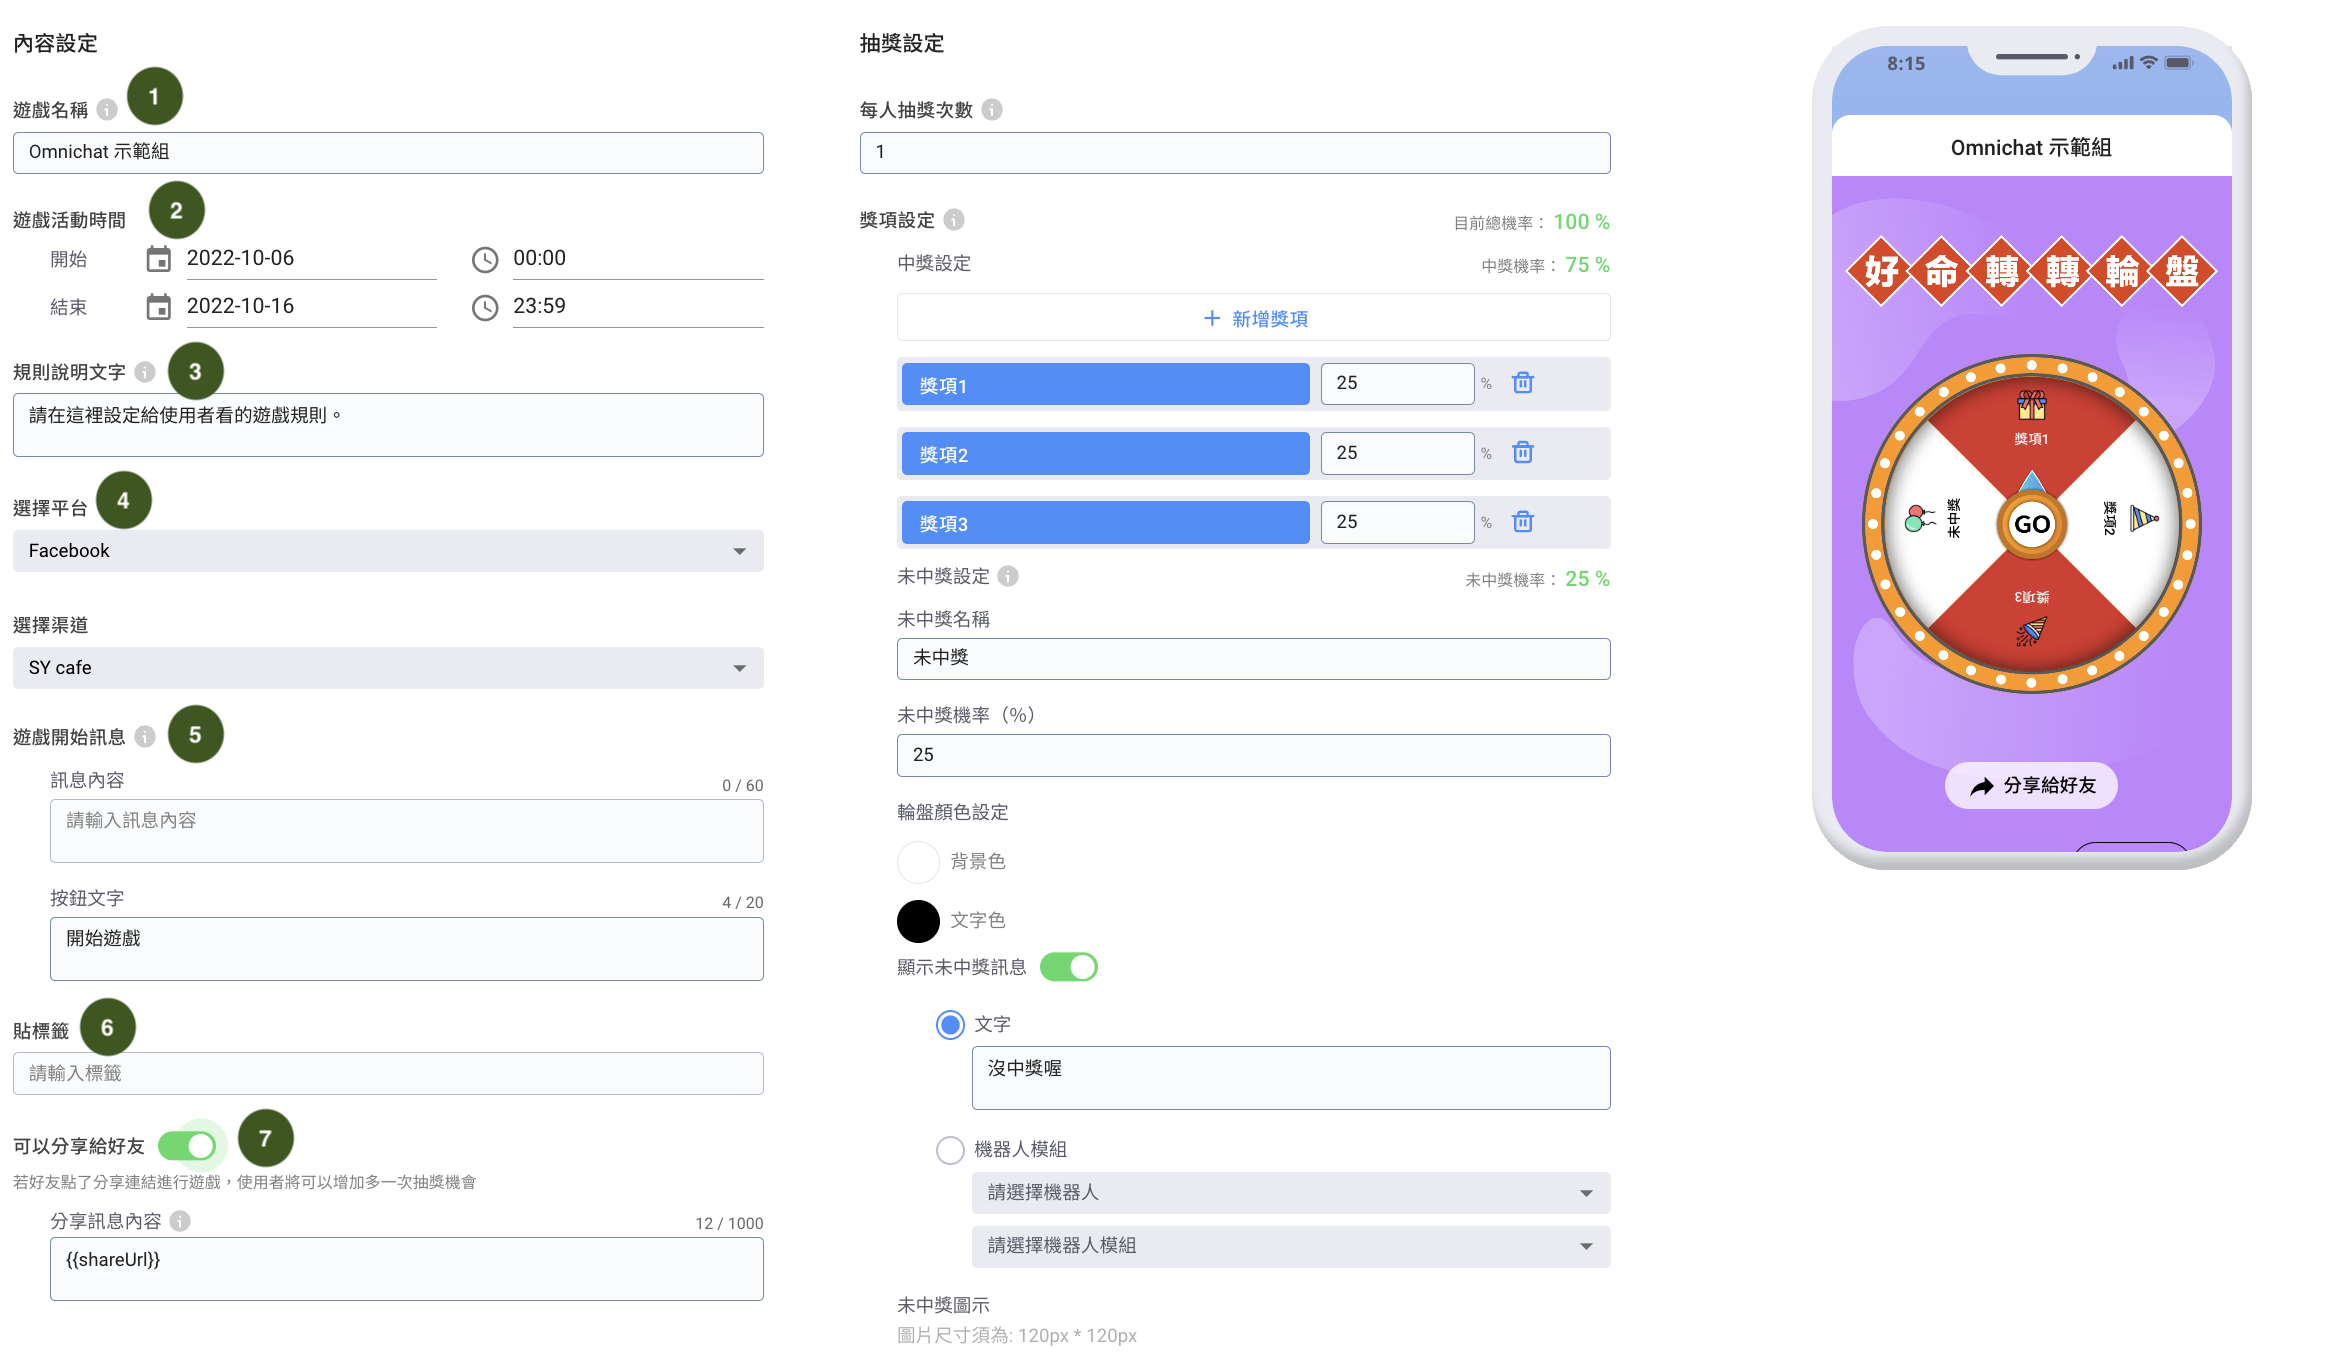 內容設定
遊戲名稱
1
Omnichat 示範組
遊戲活動時間
2
開始
2022-10-06
00:00
結束
2022-10-16
23:59
規則說明文字
3
請在這裡設定給使用者看的遊戲規則。
選擇平台
4
Facebook
選擇渠道
SY cafe
遊戲開始訊息
5
訊息內容
0 / 60
請輸入訊息內容
按鈕文字
4 / 20
開始遊戲
貼標籤
6
請輸入標籤
可以分享給好友
7
若好友點了分享連結進行遊戲，使用者將可以增加多一次抽獎機會
分享訊息內容
12 / 1000
{{shareUrl}}
抽獎設定
每人抽獎次數
1
獎項設定
目前總機率： 100 %
中獎設定
中獎機率： 75 %
+ 新增獎項
獎項1
25
%
獎項2
25
%
獎項3
25
%
未中獎設定
未中獎機率： 25 %
未中獎名稱
未中獎
未中獎機率（%）
25
輪盤顏色設定
背景色
文字色
顯示未中獎訊息
文字
沒中獎喔
機器人模組
請選擇機器人
請選擇機器人模組
未中獎圖示
圖片尺寸須為: 120px * 120px
8:15
Omnichat 示範組
好命轉轉輪盤
獎項1
未中獎
GO
獎項2
獎項3
分享給好友